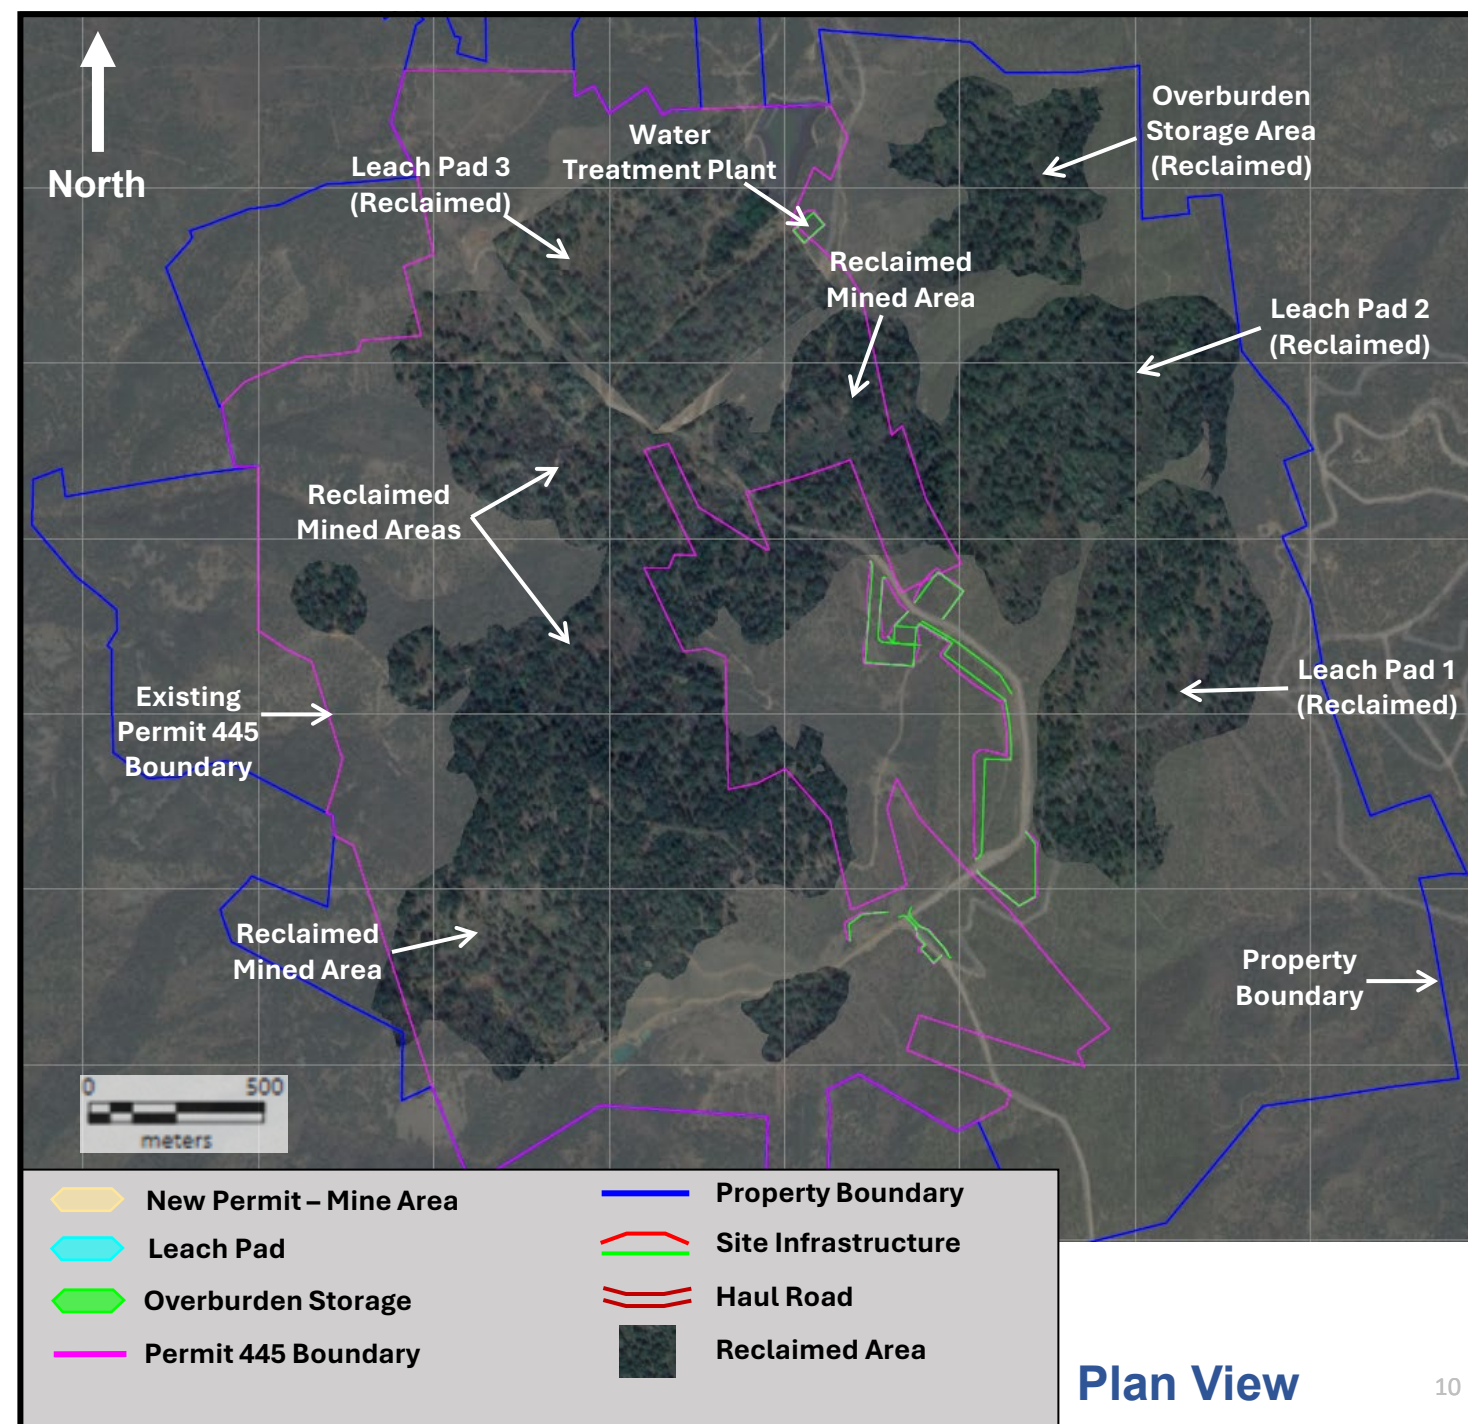 North
Overburden
Storage Area
(Reclaimed)
Water
Treatment Plant
Leach Pad 3
(Reclaimed)
Reclaimed
Mined Area
Leach Pad 2
(Reclaimed)
Reclaimed
Mined Areas
Existing
Permit 445
Boundary
Leach Pad 1
(Reclaimed)
Reclaimed
Mined Area
Property
Boundary
0 500
meters
New Permit – Mine Area
Leach Pad
Overburden Storage
Permit 445 Boundary
Property Boundary
Site Infrastructure
Haul Road
Reclaimed Area
Plan View
10